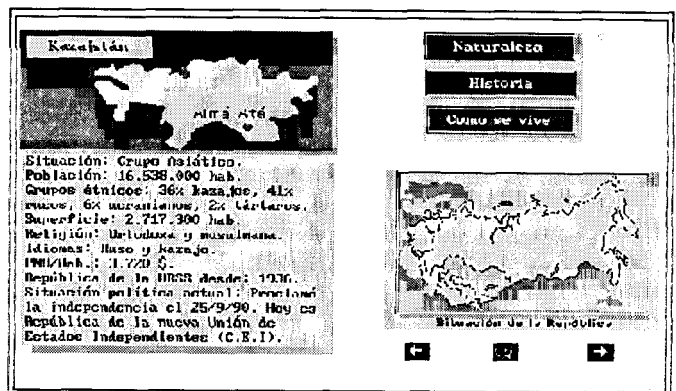 Kazajstán
Alma Atá
Situación: Grupo Asiático.
Población: 16.538.000 hab.
Grupos étnicos: 36% kazajos, 41%
rusos, 6% ucranianos, 2% tártaros.
Superficie: 2.717.300 hab.
Religión: Ortodoxa y musulmana.
Idiomas: Ruso y kazajo.
PNB/Hab.: 3.720 $.
República de la URSS desde: 1936.
Situación política actual: Proclamó
la independencia el 25/9/90. Hoy es
República de la nueva Unión de
Estados Independientes (C.E.I).
Naturaleza
Historia
Como se vive
Situación de la República